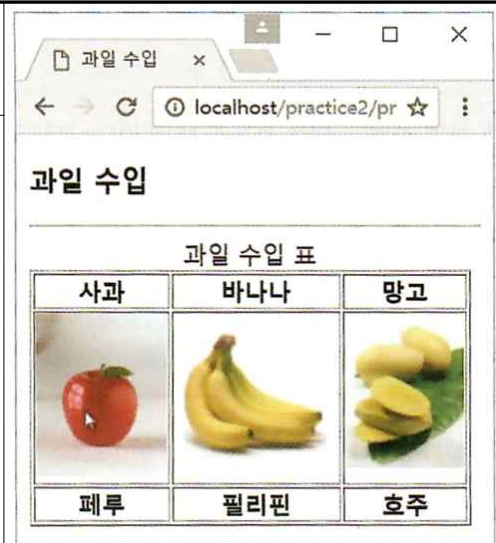 과일 수입
localhost/practice2/pr
과일 수입
과일 수입 표
사과 바나나 망고
페루 필리핀 호주